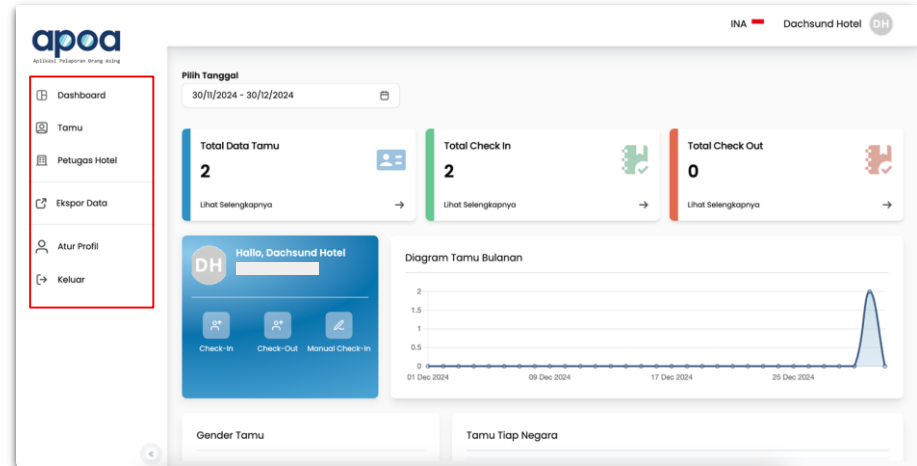 INA Dachsund Hotel DH
apoa
Aplikasi Pelaporan Orang Asing
Dashboard
Tamu
Petugas Hotel
Ekspor Data
Atur Profil
Keluar
Pilih Tanggal
30/11/2024 - 30/12/2024
Total Data Tamu
2
Lihat Selengkapnya
Total Check In
2
Lihat Selengkapnya
Total Check Out
0
Lihat Selengkapnya
DH
Hallo, Dachsund Hotel
Check-In Check-Out Manual Check-In
Diagram Tamu Bulanan
2
1.5
1
0.5
0
01 Dec 2024 09 Dec 2024 17 Dec 2024 25 Dec 2024
Gender Tamu
Tamu Tiap Negara